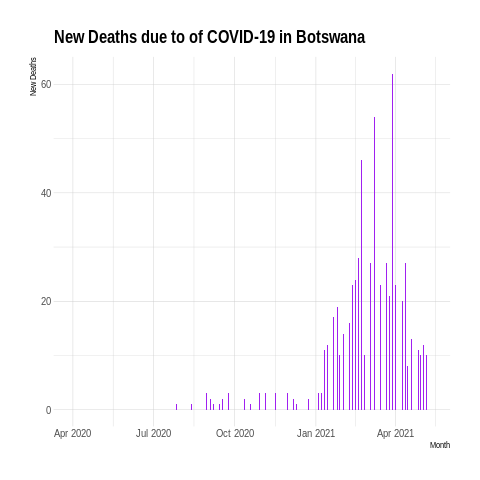 New Deaths due to of COVID-19 in Botswana
New Deaths
60
40
20
0
Apr 2020 Jul 2020 Oct 2020 Jan 2021 Apr 2021
Month